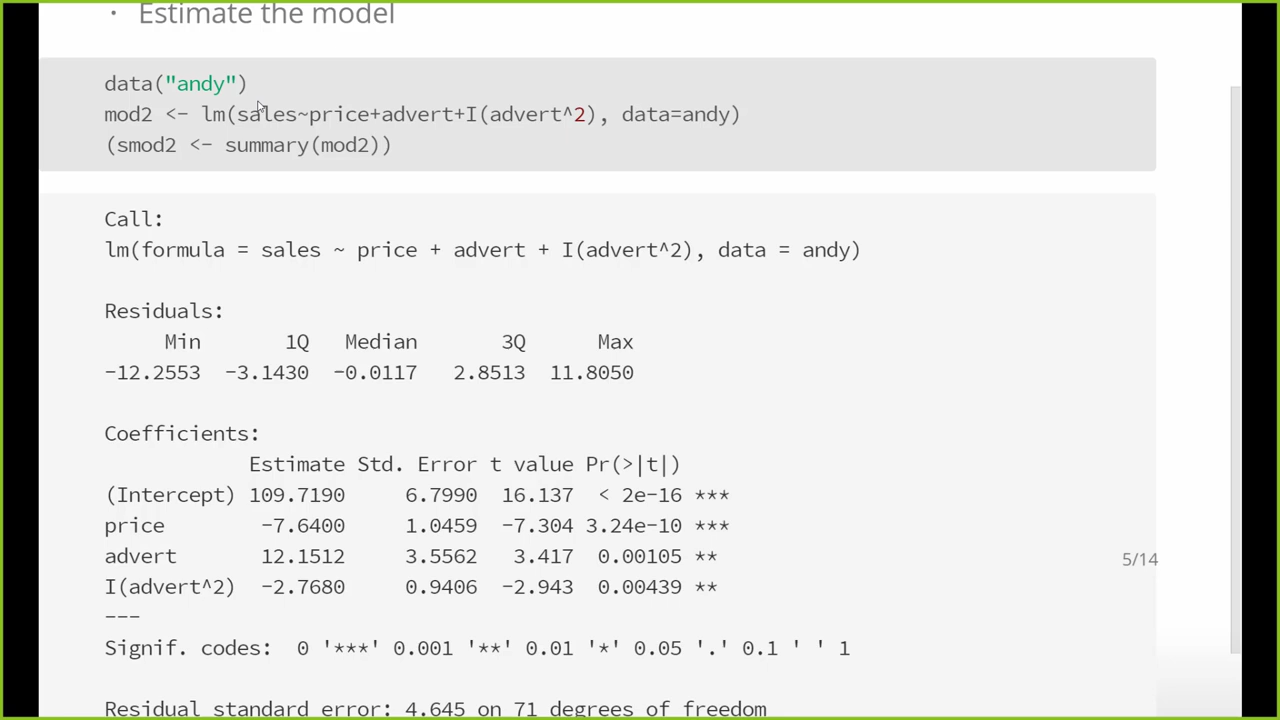 · Estimate the model
data("andy")
mod2 <- lm(sales~price+advert+I(advert^2), data=andy)
(smod2 <- summary(mod2))
Call:
lm(formula = sales ~ price + advert + I(advert^2), data = andy)
Residuals:
Min 1Q Median 3Q Max
-12.2553 -3.1430 -0.0117 2.8513 11.8050
Coefficients:
Estimate Std. Error t value Pr(>|t|)
(Intercept) 109.7190 6.7990 16.137 < 2e-16 ***
price -7.6400 1.0459 -7.304 3.24e-10 ***
advert 12.1512 3.5562 3.417 0.00105 **
I(advert^2) -2.7680 0.9406 -2.943 0.00439 **
---
Signif. codes: 0 '***' 0.001 '**' 0.01 '*' 0.05 '.' 0.1 ' ' 1
Residual standard error: 4.645 on 71 degrees of freedom
5/14